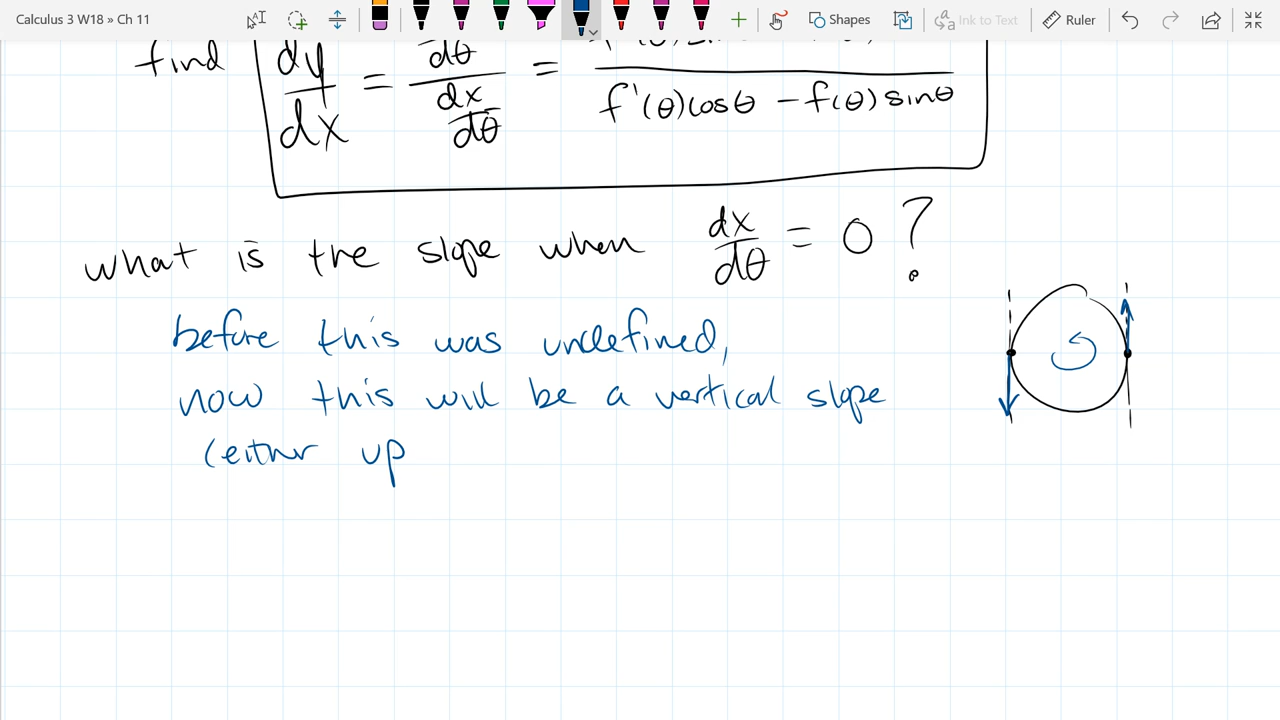 Calculus 3 W18 » Ch 11
Shapes
Ink to Text
Ruler
find dy/dx = dθ / dx/dθ = / f'(θ)cosθ - f(θ)sinθ
what is the slope when dx/dθ = 0 ?
before this was undefined,
now this will be a vertical slope
(either up